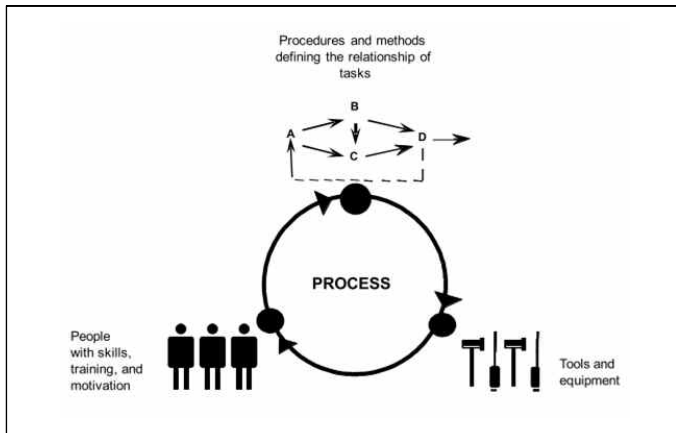 Procedures and methods
defining the relationship of
tasks
B
A
D
C
PROCESS
People
with skills,
training, and
motivation
Tools and
equipment